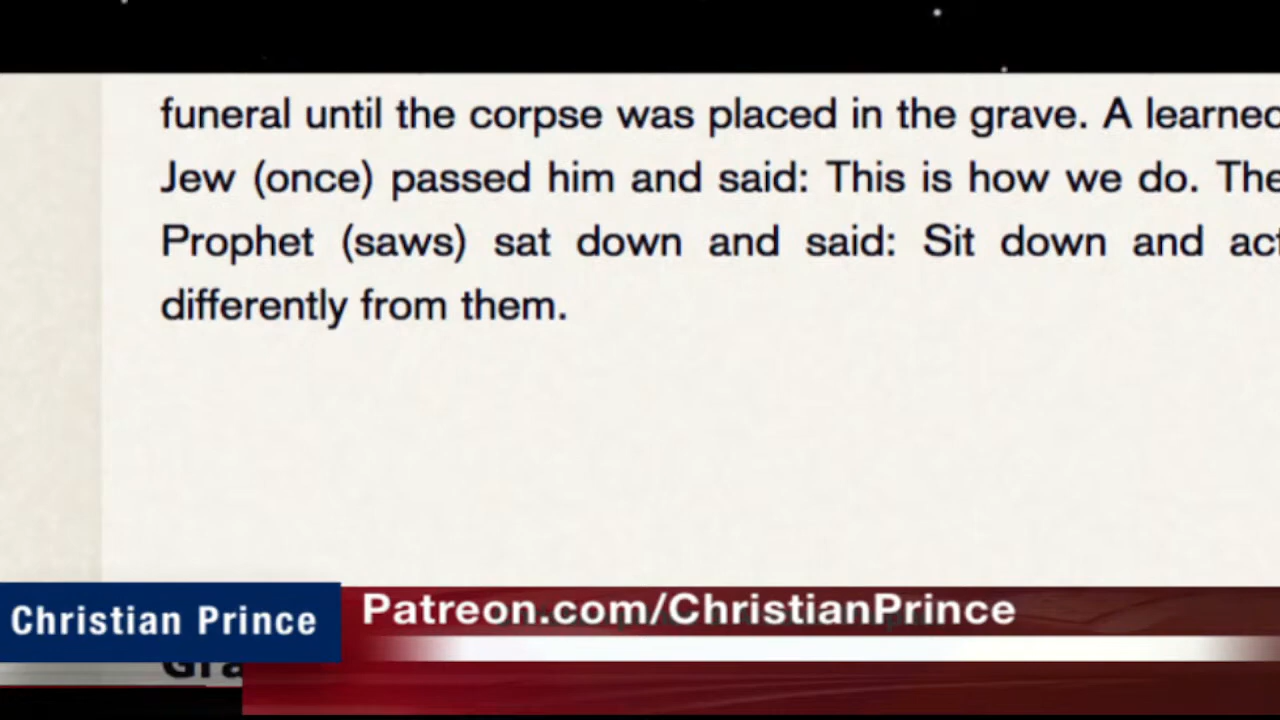 funeral until the corpse was placed in the grave. A learned
Jew (once) passed him and said: This is how we do. The
Prophet (saws) sat down and said: Sit down and act
differently from them.
Christian Prince
Patreon.com/ChristianPrince
Gra